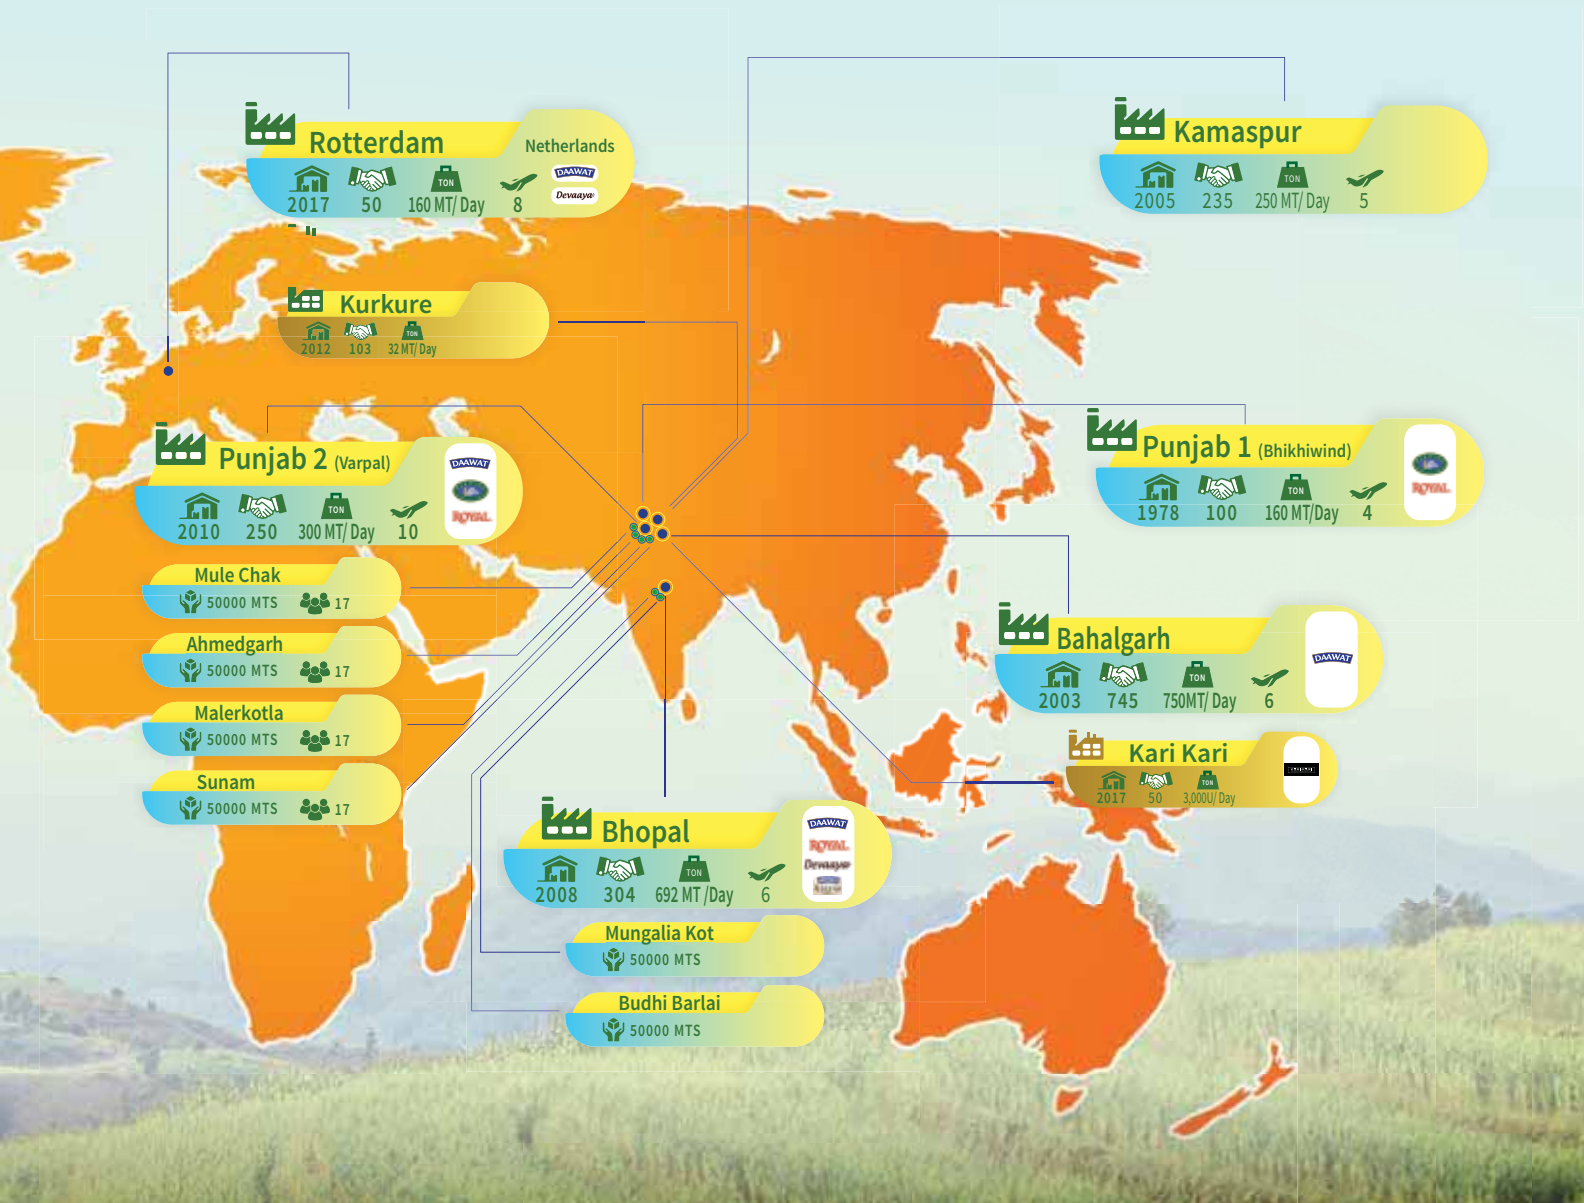 Rotterdam
Netherlands
DAAWAT
Devaaya
TON
2017 50 160 MT/ Day 8
Kamaspur
TON
2005 235 250 MT/ Day 5
Kurkure
TON
2012 103 32 MT/ Day
Punjab 2 (Varpal)
DAAWAT
ROYAL
TON
2010 250 300 MT/ Day 10
Punjab 1 (Bhikhiwind)
ROYAL
TON
1978 100 160 MT/ Day 4
Mule Chak
50000 MTS 17
Ahmedgarh
50000 MTS 17
Malerkotla
50000 MTS 17
Sunam
50000 MTS 17
Bahalgarh
DAAWAT
TON
2003 745 750MT/ Day 6
Kari Kari
TON
2017 50 3,000U/ Day
Bhopal
DAAWAT
ROYAL
Devaaya
TON
2008 304 692 MT /Day 6
Mungalia Kot
50000 MTS
Budhi Barlai
50000 MTS